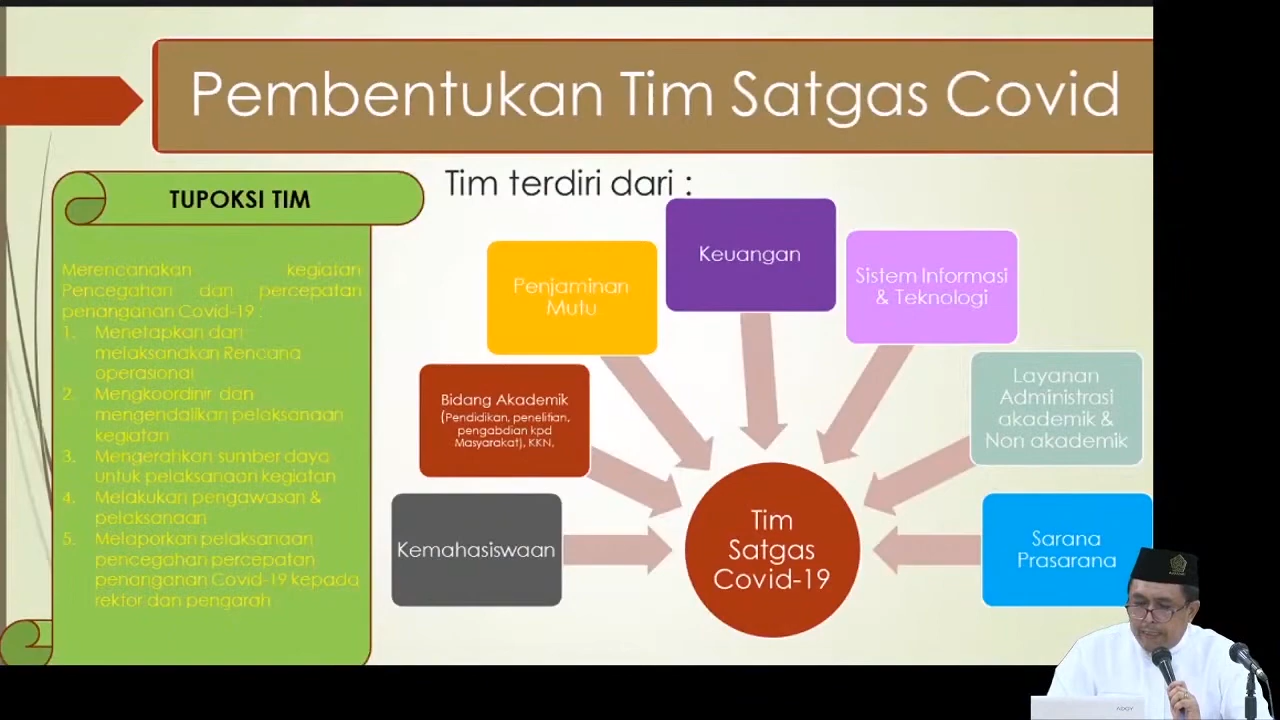 Pembentukan Tim Satgas Covid
TUPOKSI TIM
Merencanakan kegiatan
Pencegahan dan percepatan
penanganan Covid-19 :
1. Menetapkan dan
melaksanakan Rencana
operasional
2. Mengkoordinir dan
mengendalikan pelaksanaan
kegiatan
3. Mengerahkan sumber daya
untuk pelaksanaan kegiatan
4. Melakukan pengawasan &
pelaksanaan
5. Melaporkan pelaksanaan
pencegahan percepatan
penanganan Covid-19 kepada
rektor dan pengarah
Tim terdiri dari :
Kemahasiswaan
Bidang Akademik
(Pendidikan, penelitian,
pengabdian kpd
Masyarakat), KKN,
Penjaminan
Mutu
Keuangan
Sistem Informasi
& Teknologi
Layanan
Administrasi
akademik &
Non akademik
Sarana
Prasarana
Tim
Satgas
Covid-19